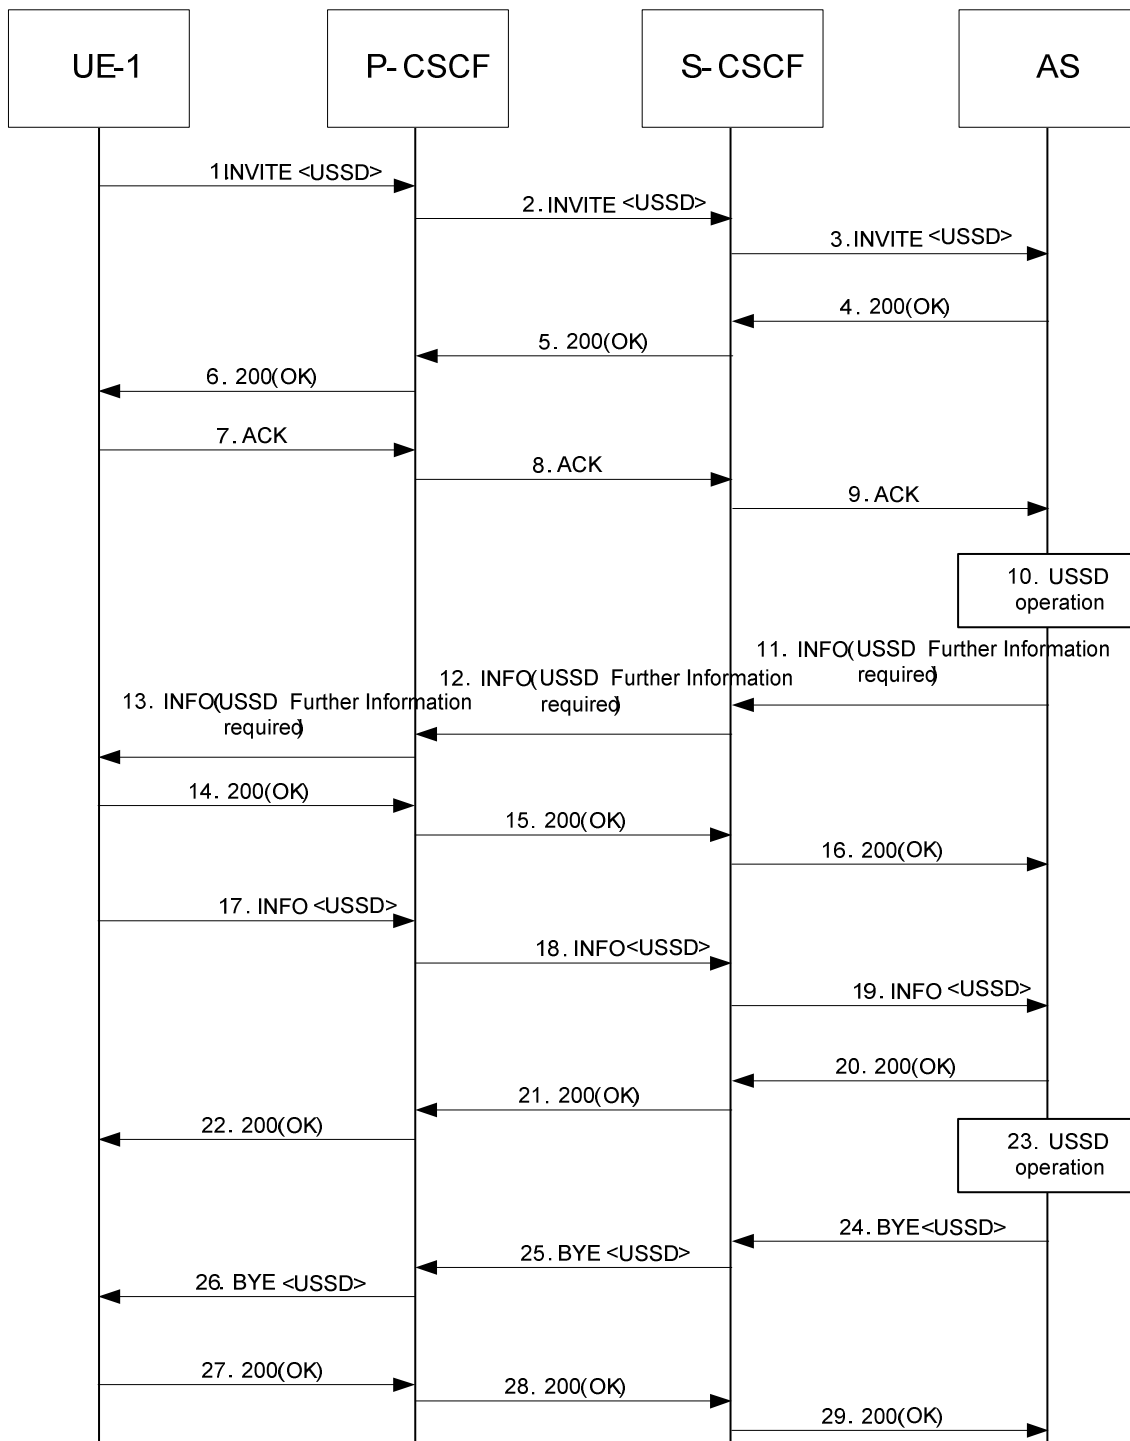 UE-1
P-CSCF
S-CSCF
AS
1.INVITE <USSD>
2. INVITE <USSD>
3. INVITE <USSD>
4. 200(OK)
5. 200(OK)
6. 200(OK)
7. ACK
8. ACK
9. ACK
10. USSD
operation
11. INFO(USSD Further Information
required)
12. INFO(USSD Further Information
required)
13. INFO(USSD Further Information
required)
14. 200(OK)
15. 200(OK)
16. 200(OK)
17. INFO <USSD>
18. INFO<USSD>
19. INFO <USSD>
20. 200(OK)
21. 200(OK)
22. 200(OK)
23. USSD
operation
24. BYE<USSD>
25. BYE <USSD>
26. BYE <USSD>
27. 200(OK)
28. 200(OK)
29. 200(OK)